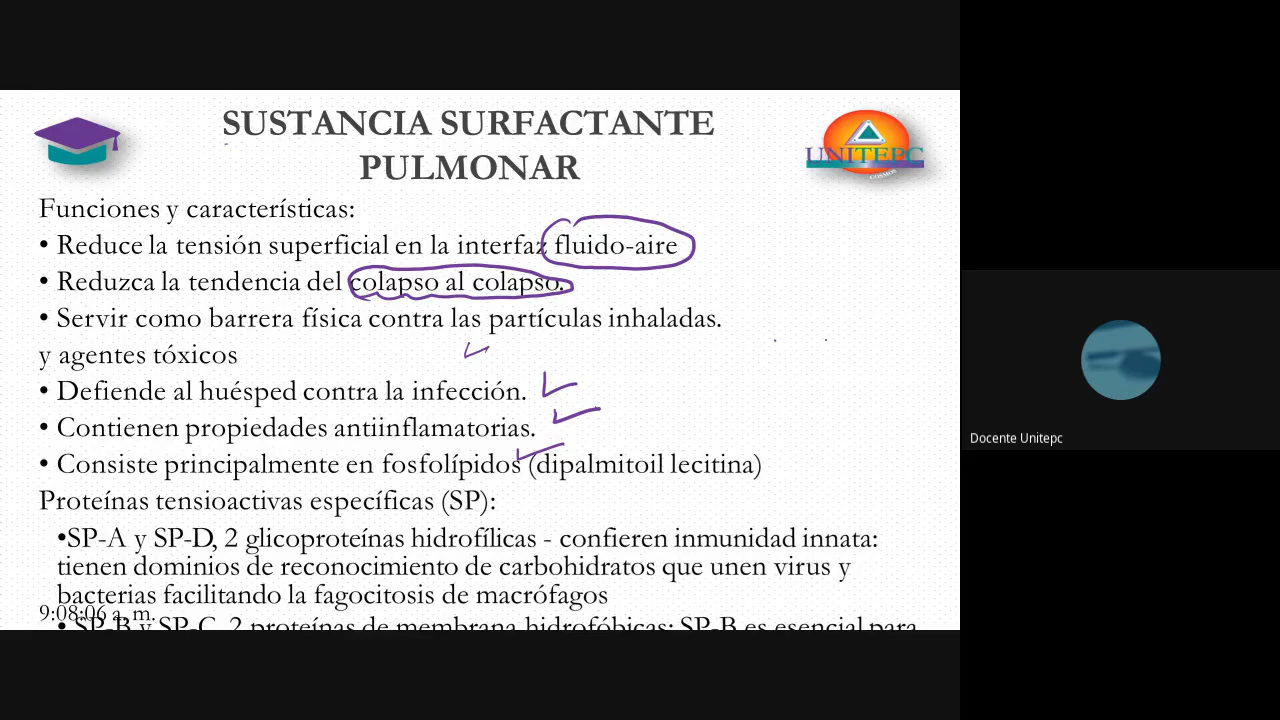 SUSTANCIA SURFACTANTE
PULMONAR
UNITEPC
COSMOS
Funciones y características:
• Reduce la tensión superficial en la interfaz fluido-aire
• Reduzca la tendencia del colapso al colapso.
• Servir como barrera física contra las partículas inhaladas.
y agentes tóxicos
• Defiende al huésped contra la infección.
• Contienen propiedades antiinflamatorias.
• Consiste principalmente en fosfolípidos (dipalmitoil lecitina)
Proteínas tensioactivas específicas (SP):
•SP-A y SP-D, 2 glicoproteínas hidrofílicas - confieren inmunidad innata:
tienen dominios de reconocimiento de carbohidratos que unen virus y
bacterias facilitando la fagocitosis de macrófagos
9:08:06 a. m.
• SP-B y SP-C, 2 proteínas de membrana hidrofóbicas: SP-B es esencial para
Docente Unitepc